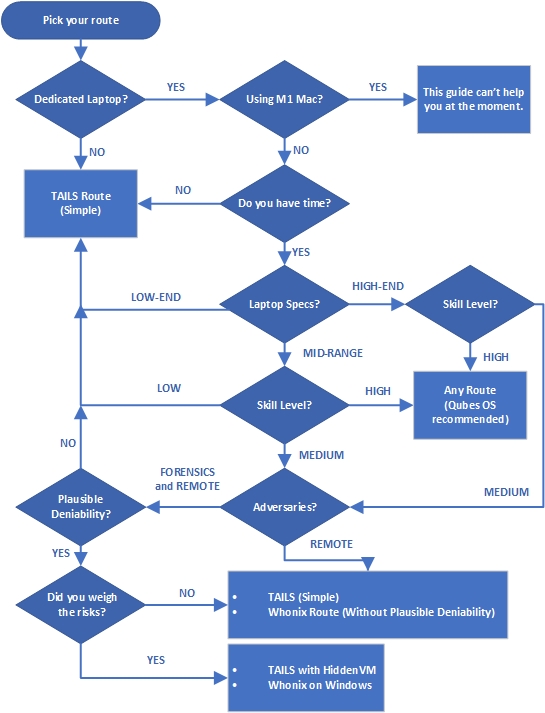 Pick your route
Dedicated Laptop?
YES
Using M1 Mac?
YES
This guide can't help
you at the moment.
NO
NO
TAILS Route
(Simple)
NO
Do you have time?
YES
LOW-END
Laptop Specs?
HIGH-END
Skill Level?
MID-RANGE
HIGH
LOW
Skill Level?
HIGH
Any Route
(Qubes OS
recommended)
NO
MEDIUM
FORENSICS
and REMOTE
MEDIUM
Plausible
Deniability?
Adversaries?
YES
REMOTE
Did you weigh
the risks?
NO
• TAILS (Simple)
• Whonix Route (Without Plausible Deniability)
YES
• TAILS with HiddenVM
• Whonix on Windows